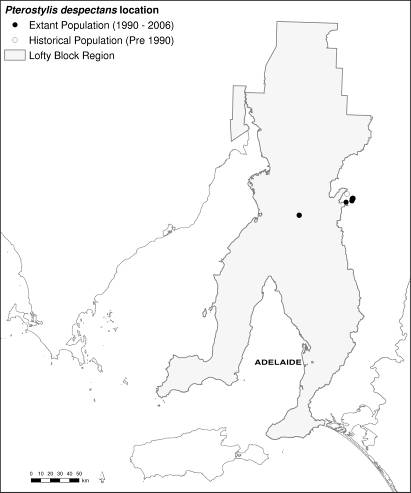 Pterostylis despectans location
Extant Population (1990 - 2006)
Historical Population (Pre 1990)
Lofty Block Region
ADELAIDE
0 10 20 30 40 50
km